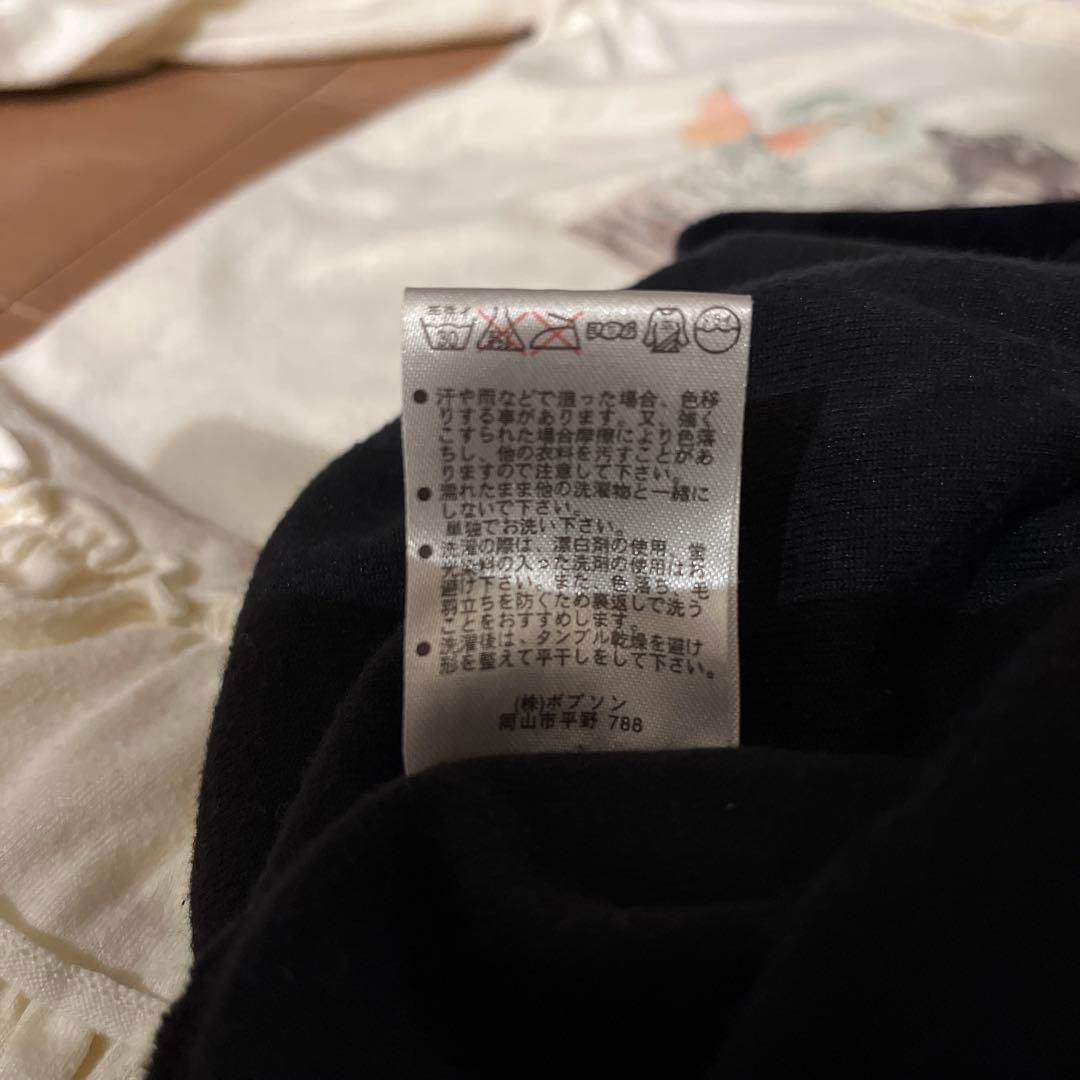 手洗イ
30
●汗や雨などで湿った場合、色移
りする事があります。又、強く
こすられた場合摩擦により色落
ちし、他の衣料を汚すことがあ
りますので注意して下さい。
●濡れたまま他の洗濯物と一緒に
しないで下さい。
単独でお洗い下さい。
●洗濯の際は、漂白剤の使用、蛍
光染料の入った洗剤の使用は
避け下さい。また、色落ち、毛
羽立ちを防ぐため裏返しで洗う
ことをおすすめします。
●洗濯後は、タンブル乾燥を避け
形を整えて平干しをして下さい。
(株)ボブソン
岡山市平野 788